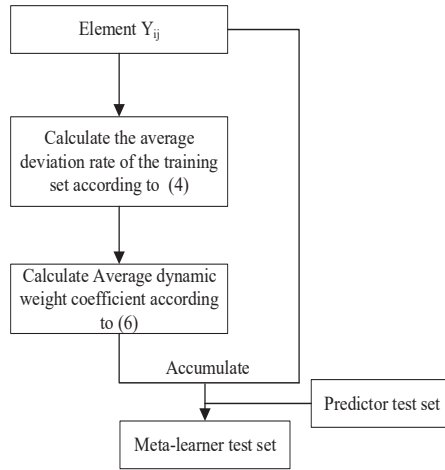 Element Y_ij
Calculate the average
deviation rate of the training
set according to (4)
Calculate Average dynamic
weight coefficient according
to (6)
Accumulate
Predictor test set
Meta-learner test set